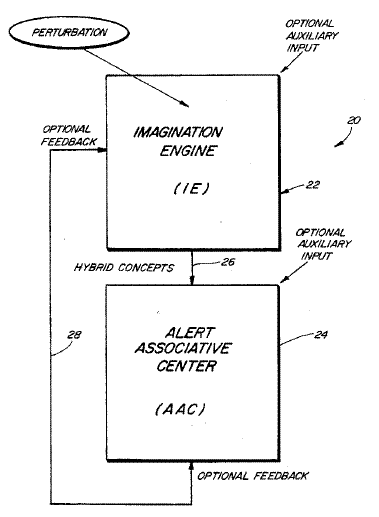 PERTURBATION
OPTIONAL
AUXILIARY
INPUT
OPTIONAL
FEEDBACK
IMAGINATION
ENGINE
(IE)
20
22
OPTIONAL
AUXILIARY
INPUT
HYBRID CONCEPTS
26
ALERT
ASSOCIATIVE
CENTER
(AAC)
24
28
OPTIONAL FEEDBACK